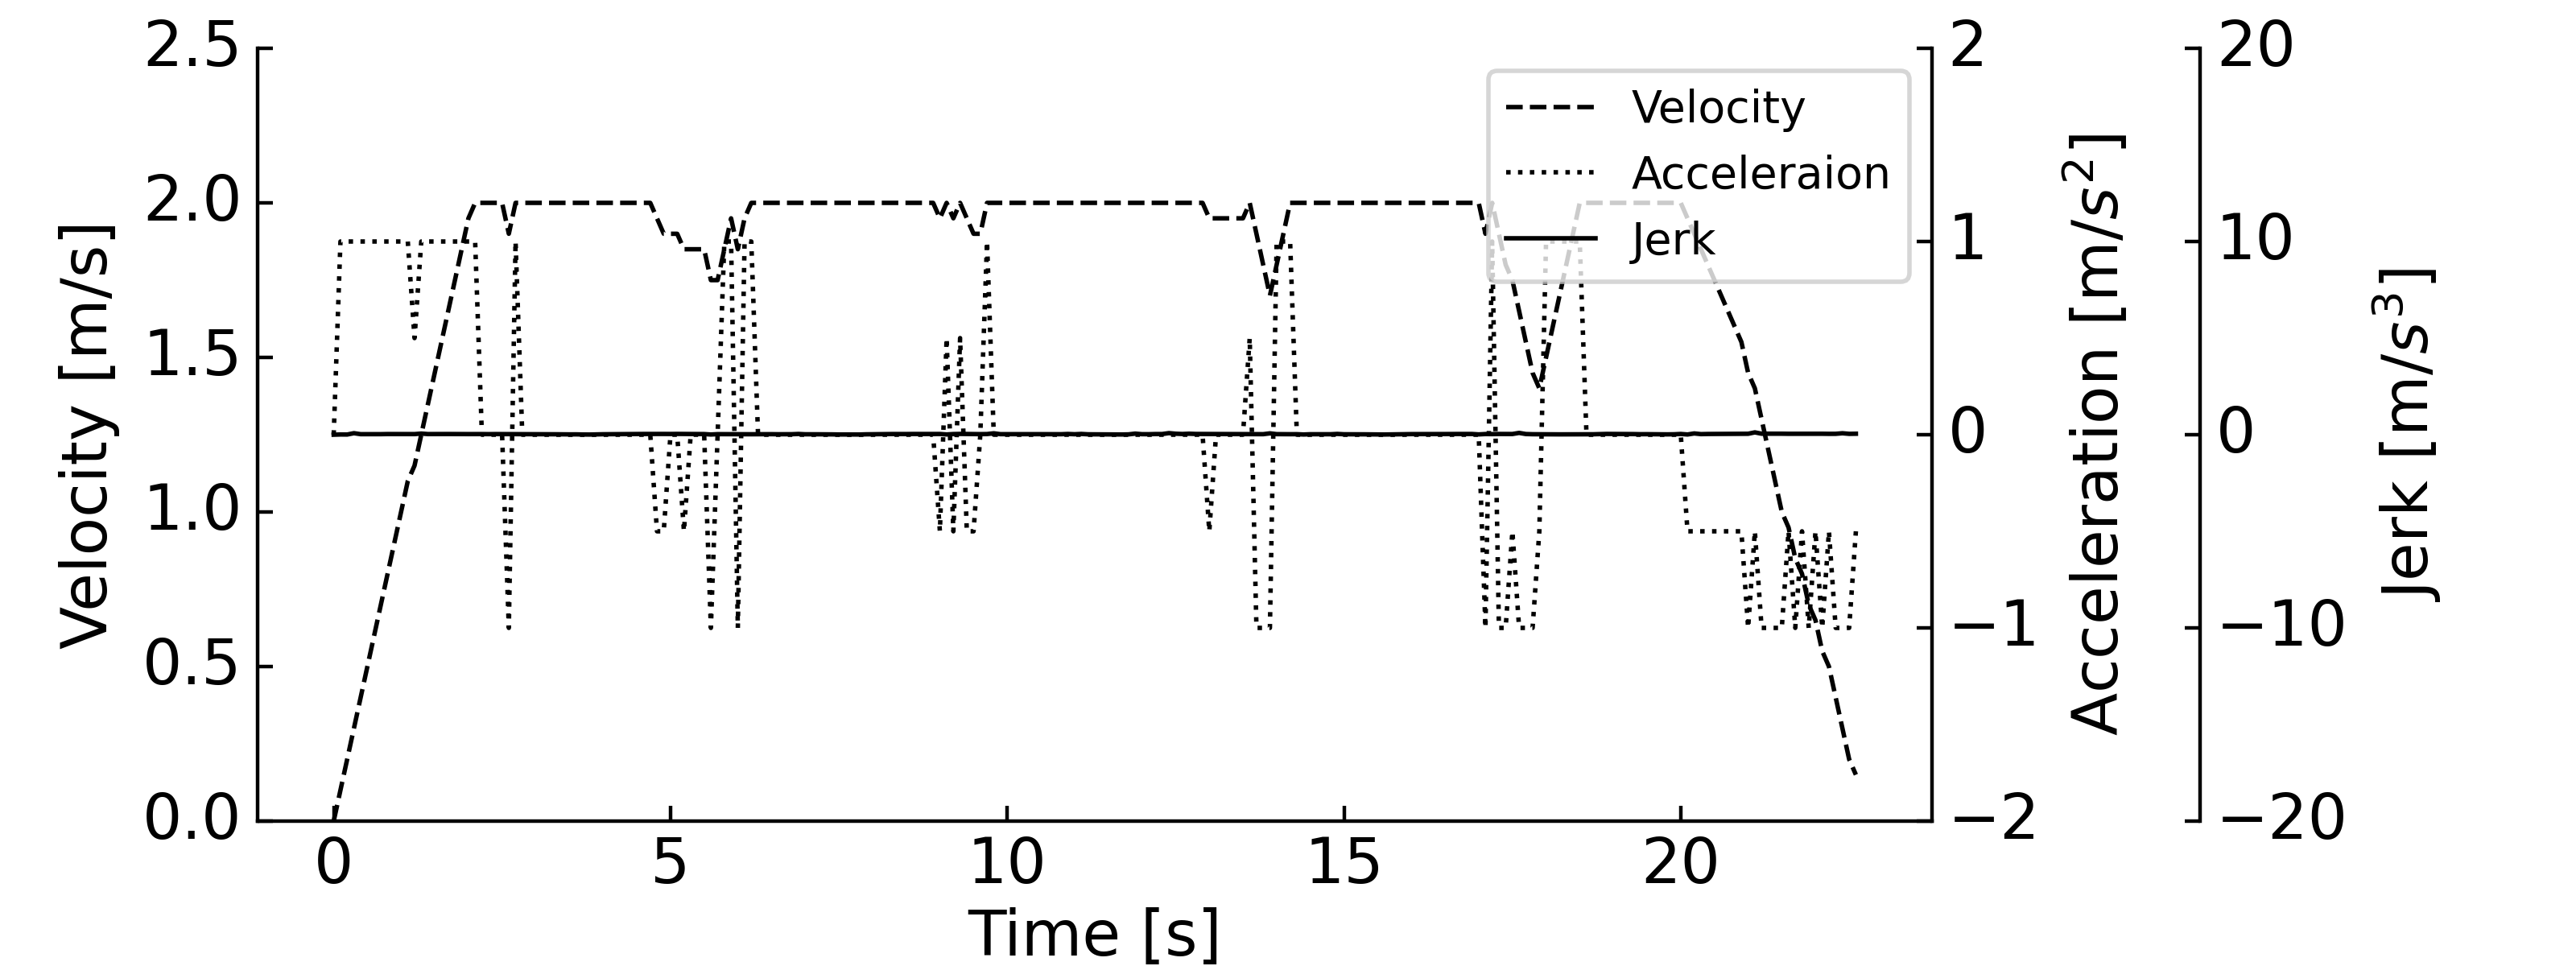 Velocity [m/s]
2.5
2.0
1.5
1.0
0.5
0.0
0 5 10 15 20
Time [s]
Velocity
Acceleraion
Jerk
2
1
0
−1
−2
Acceleration [m/s²]
20
10
0
−10
−20
Jerk [m/s³]